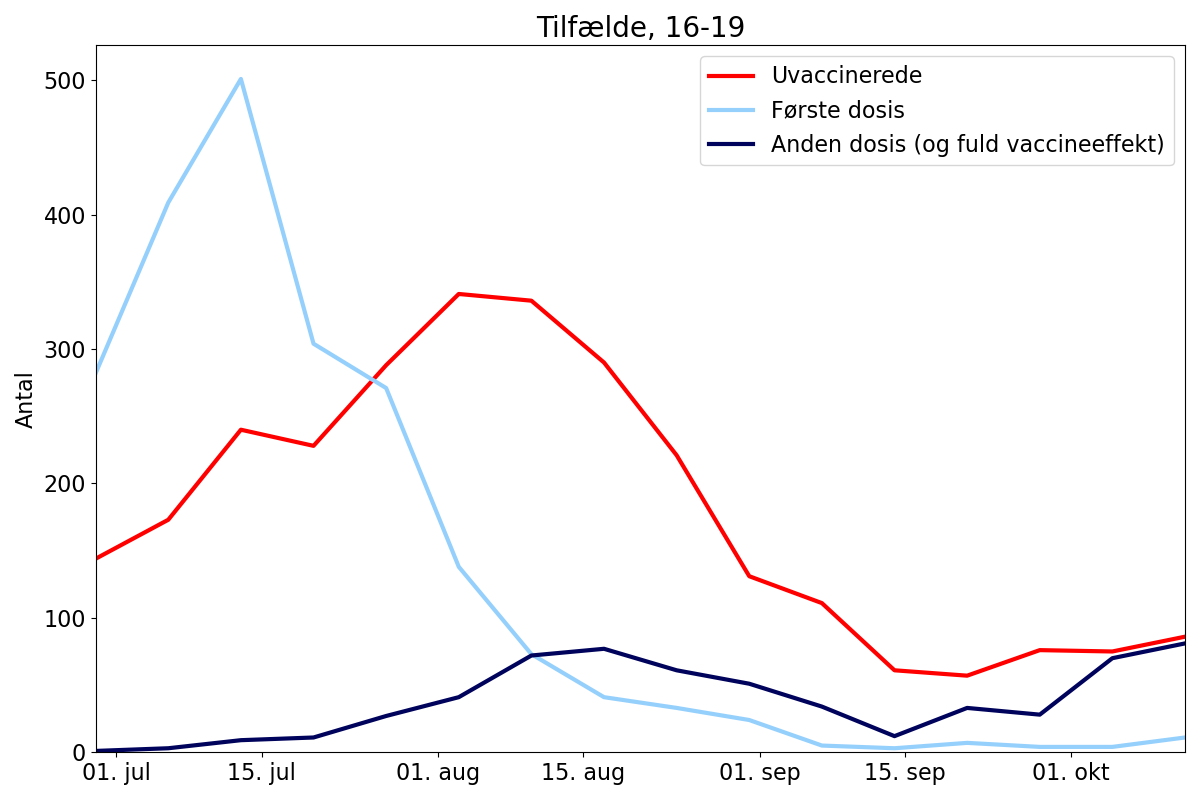 Tilfælde, 16-19
Uvaccinerede
Første dosis
Anden dosis (og fuld vaccineeffekt)
Antal
500
400
300
200
100
0
01. jul 15. jul 01. aug 15. aug 01. sep 15. sep 01. okt